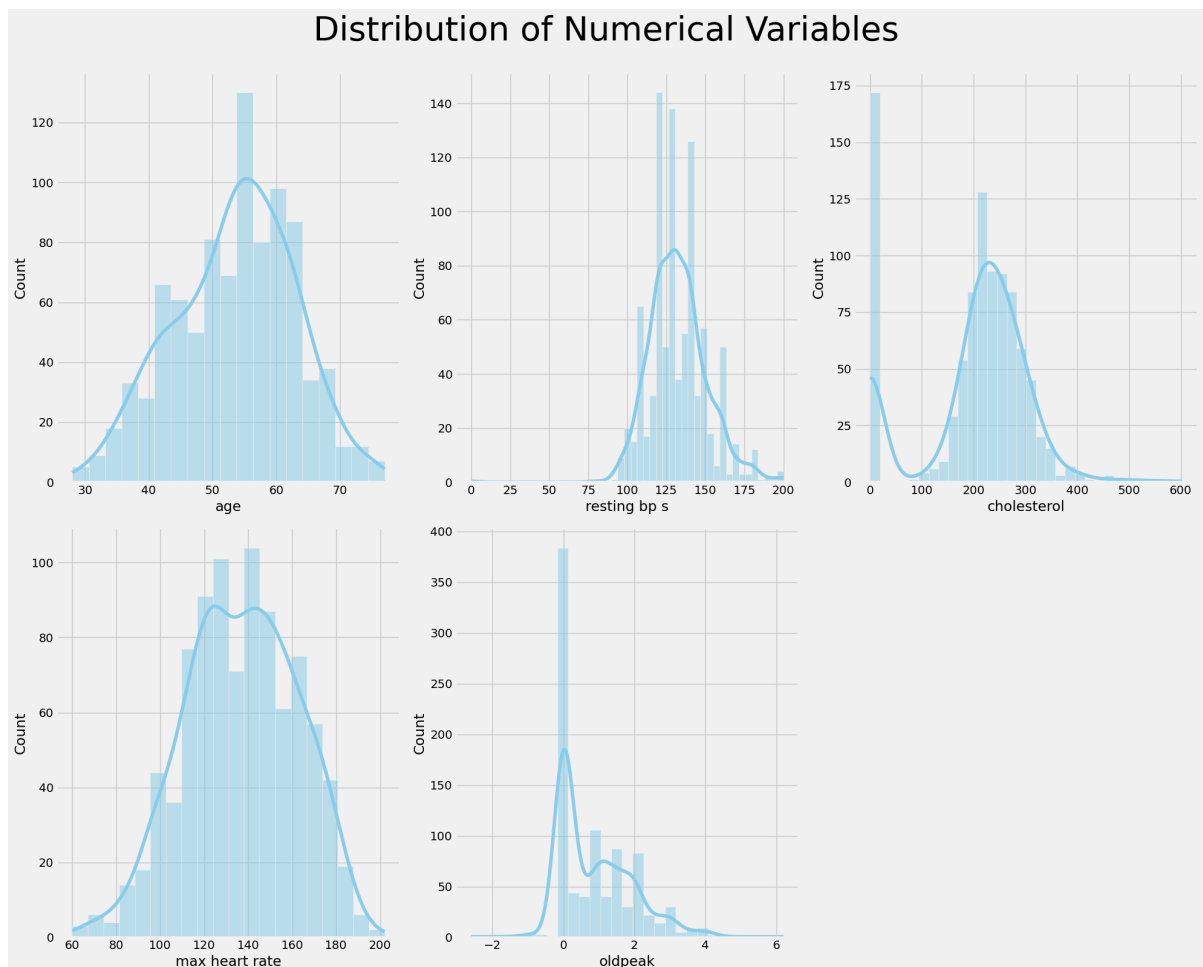 Distribution of Numerical Variables
120
100
80
60
40
20
0
Count
30 40 50 60 70
age
140
120
100
80
60
40
20
0
Count
0 25 50 75 100 125 150 175 200
resting bp s
175
150
125
100
75
50
25
0
Count
0 100 200 300 400 500 600
cholesterol
100
80
60
40
20
0
Count
60 80 100 120 140 160 180 200
max heart rate
400
350
300
250
200
150
100
50
0
Count
−2 0 2 4 6
oldpeak